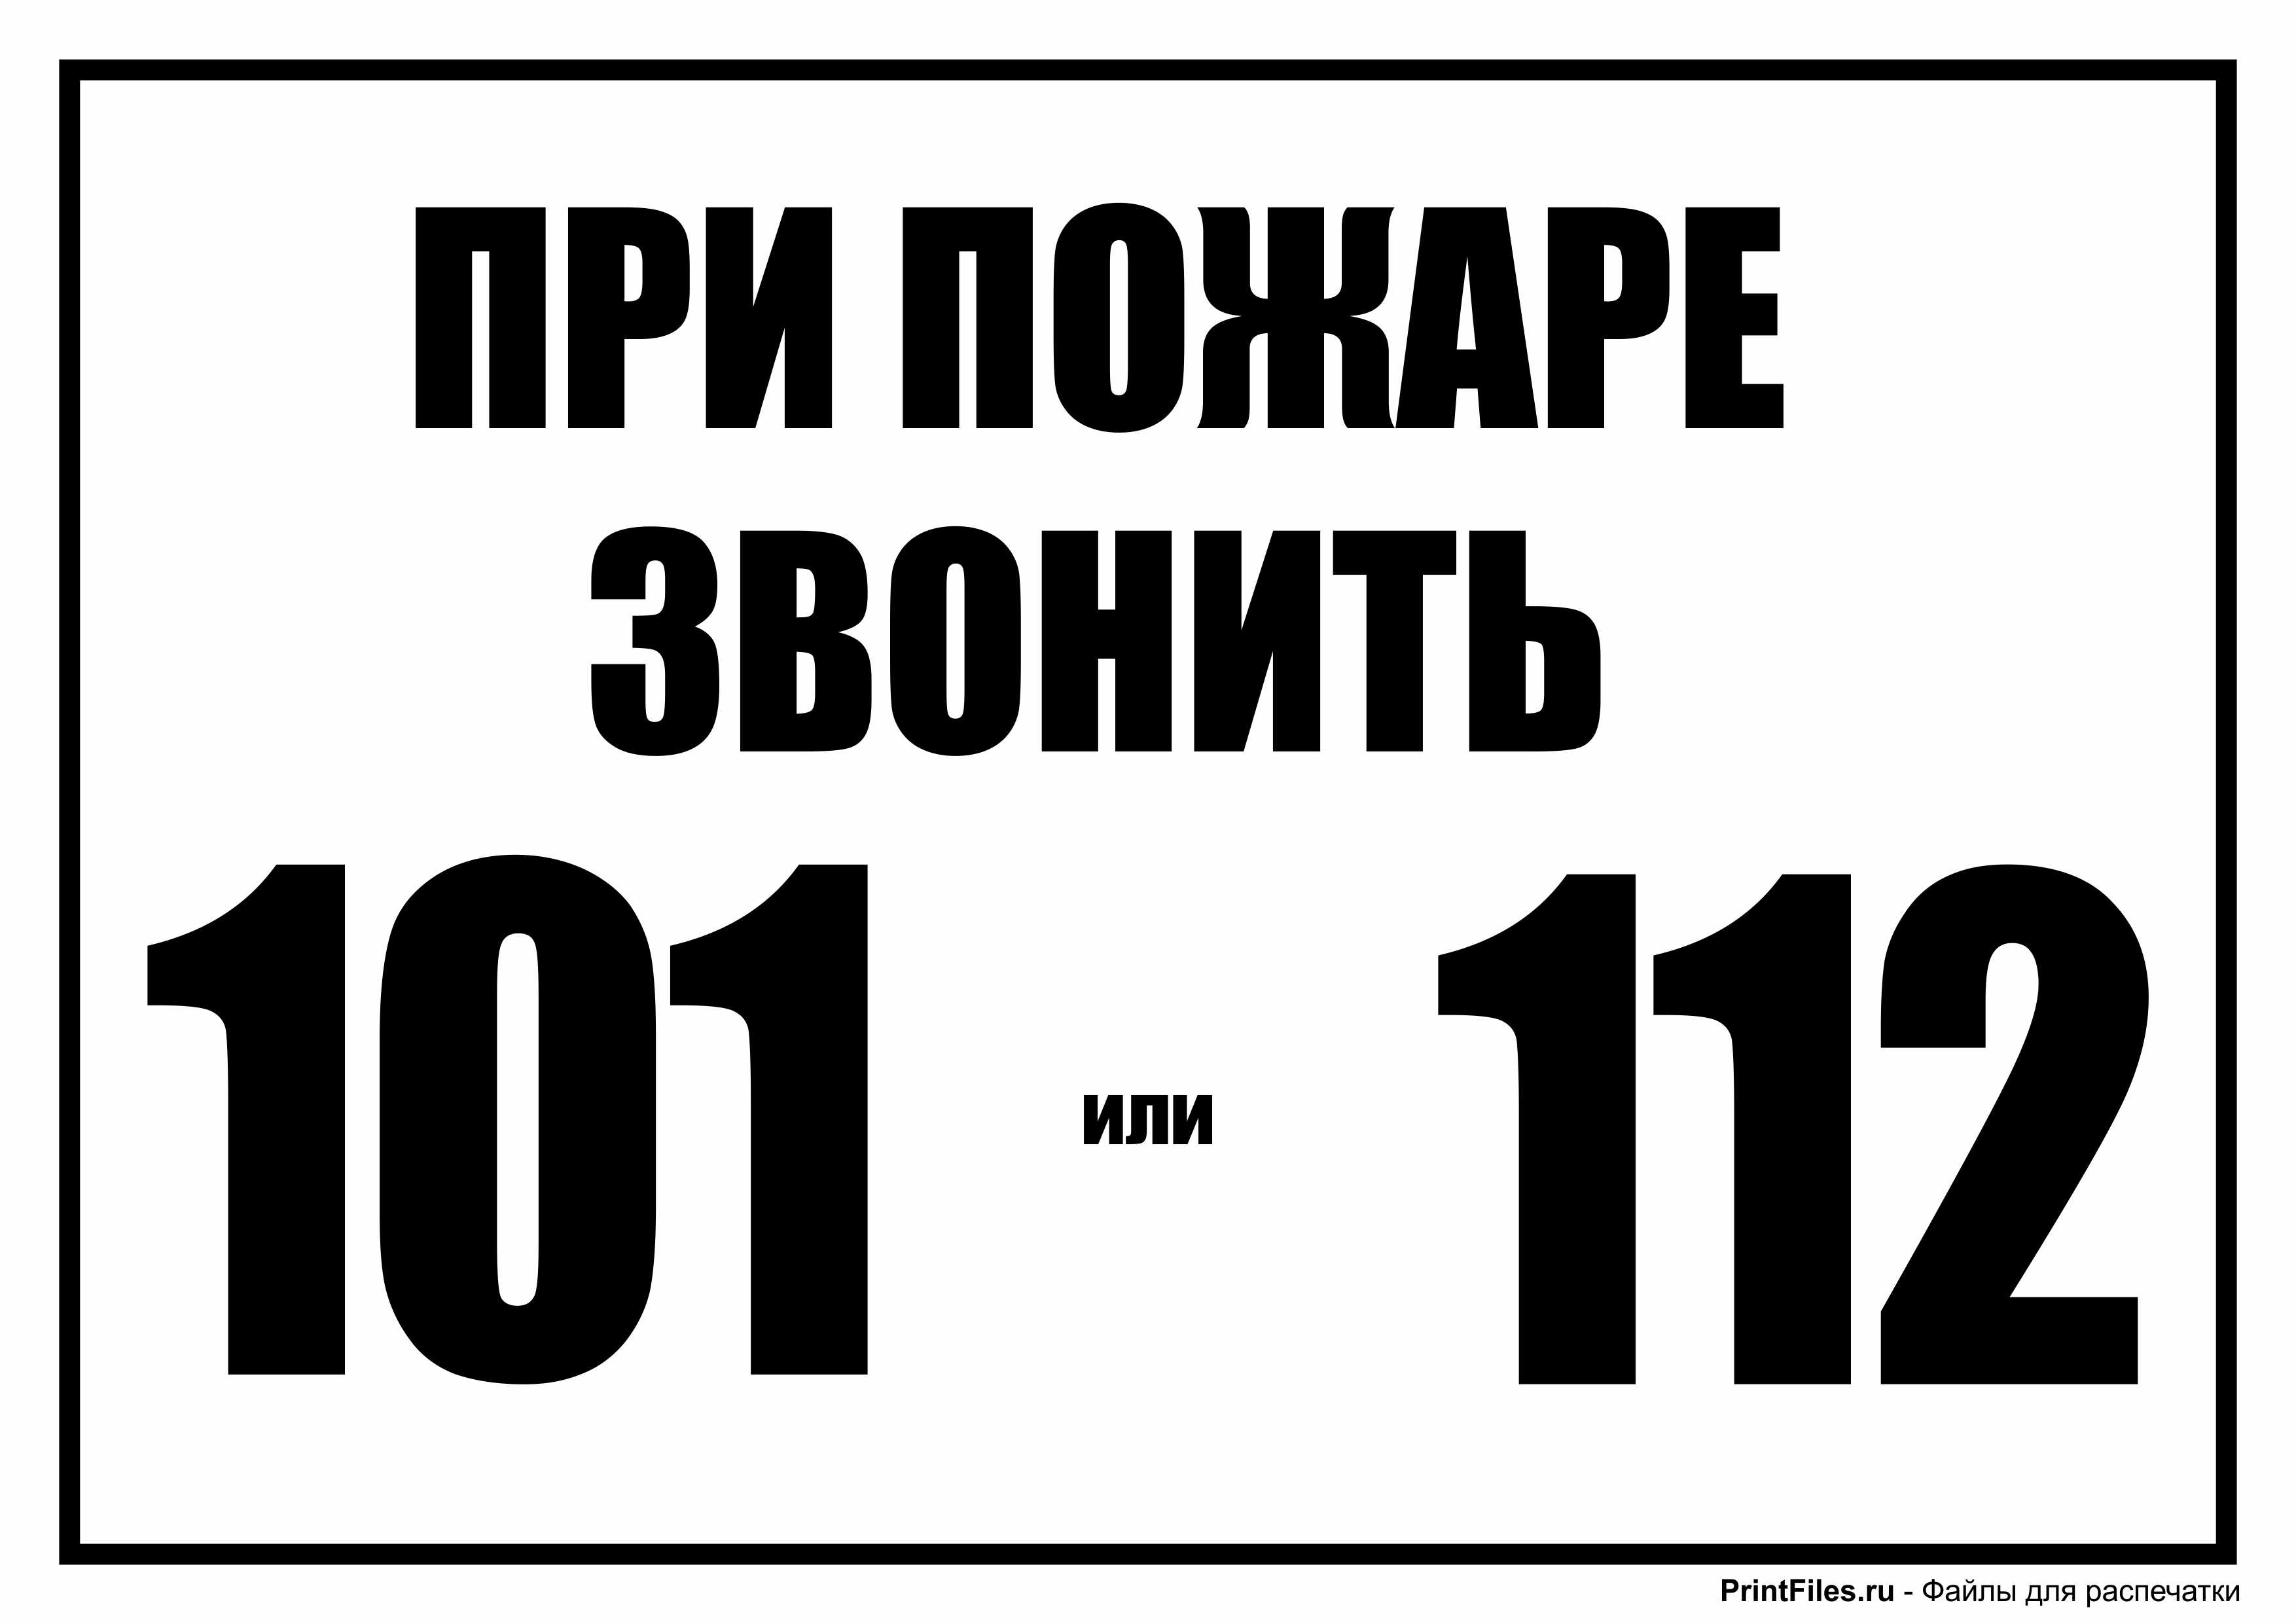 ПРИ ПОЖАРЕ
ЗВОНИТЬ
101 или 112
PrintFiles.ru - Файлы для распечатки